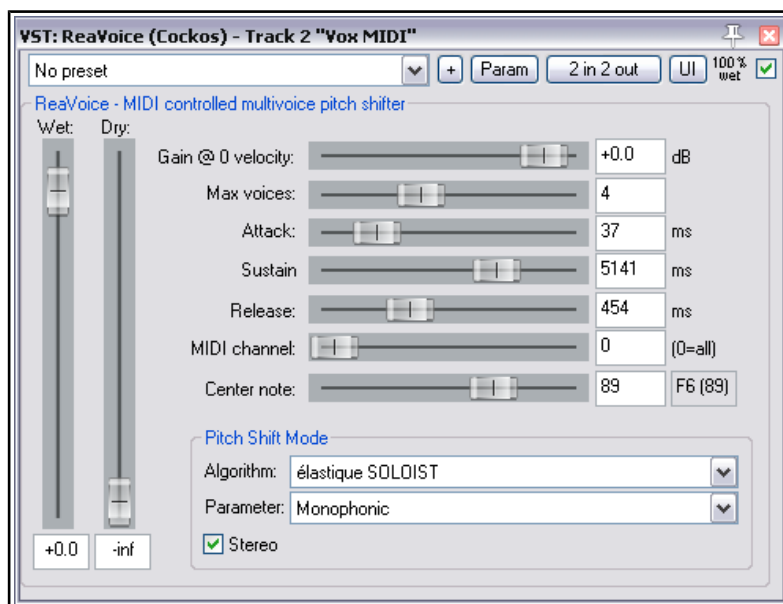 VST: ReaVoice (Cockos) - Track 2 "Vox MIDI"
No preset + Param 2 in 2 out UI 100% wet
ReaVoice - MIDI controlled multivoice pitch shifter
Wet: Dry:
Gain @ 0 velocity: +0.0 dB
Max voices: 4
Attack: 37 ms
Sustain 5141 ms
Release: 454 ms
MIDI channel: 0 (0=all)
Center note: 89 F6 (89)
Pitch Shift Mode
Algorithm: élastique SOLOIST
Parameter: Monophonic
Stereo
+0.0 -inf